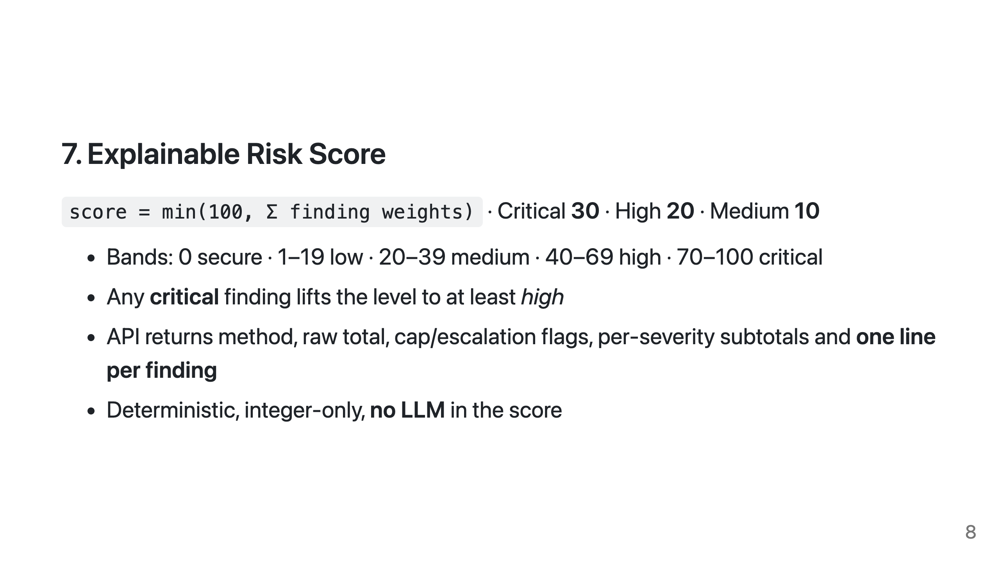 7. Explainable Risk Score
score = min(100, Σ finding weights) · Critical 30 · High 20 · Medium 10
• Bands: 0 secure · 1–19 low · 20–39 medium · 40–69 high · 70–100 critical
• Any critical finding lifts the level to at least high
• API returns method, raw total, cap/escalation flags, per-severity subtotals and one line
per finding
• Deterministic, integer-only, no LLM in the score
8